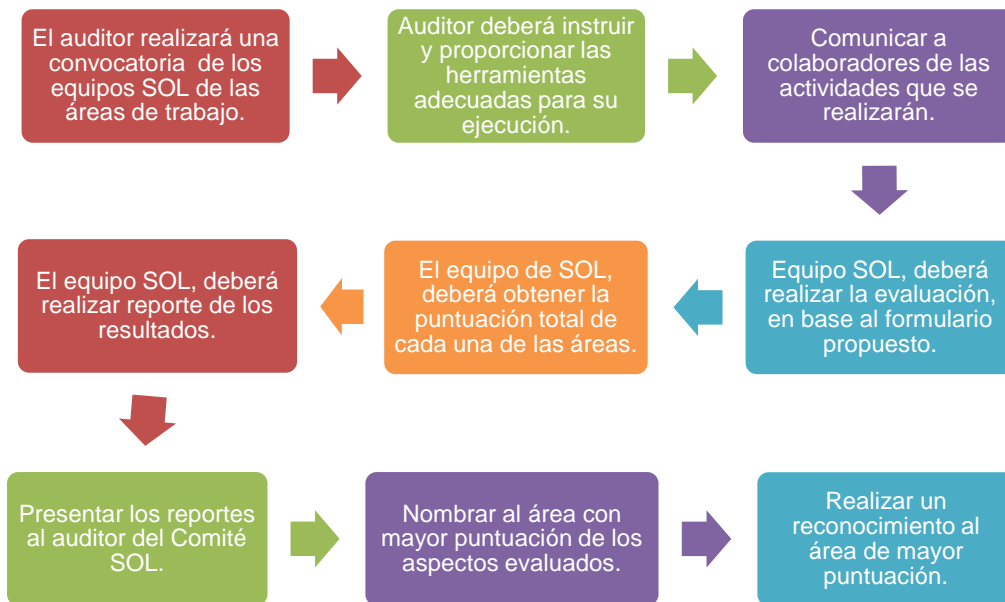 El auditor realizará una
convocatoria de los
equipos SOL de las
áreas de trabajo.
Auditor deberá instruir
y proporcionar las
herramientas
adecuadas para su
ejecución.
Comunicar a
colaboradores de las
actividades que se
realizarán.
Equipo SOL, deberá
realizar la evaluación,
en base al formulario
propuesto.
El equipo de SOL,
deberá obtener la
puntuación total de
cada una de las áreas.
El equipo SOL, deberá
realizar reporte de los
resultados.
Presentar los reportes
al auditor del Comité
SOL.
Nombrar al área con
mayor puntuación de los
aspectos evaluados.
Realizar un
reconocimiento al
área de mayor
puntuación.